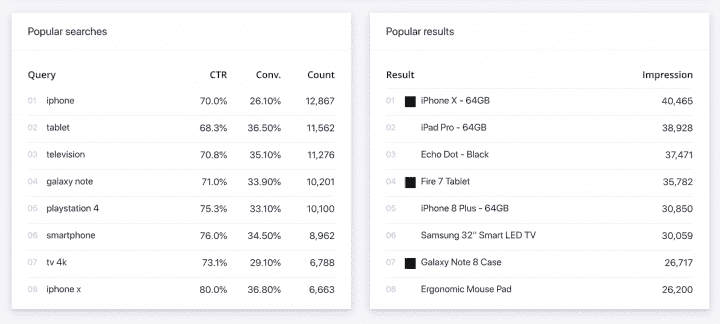 Popular searches
Query CTR Conv. Count
01 iphone 70.0% 26.10% 12,867
02 tablet 68.3% 36.50% 11,562
03 television 70.8% 35.10% 11,276
04 galaxy note 71.0% 33.90% 10,201
05 playstation 4 75.3% 33.10% 10,100
06 smartphone 76.0% 34.50% 8,962
07 tv 4k 73.1% 29.10% 6,788
08 iphone x 80.0% 36.80% 6,663
Popular results
Result Impression
01 iPhone X - 64GB 40,465
02 iPad Pro - 64GB 38,928
03 Echo Dot - Black 37,471
04 Fire 7 Tablet 35,782
05 iPhone 8 Plus - 64GB 30,850
06 Samsung 32" Smart LED TV 30,059
07 Galaxy Note 8 Case 26,717
08 Ergonomic Mouse Pad 26,200